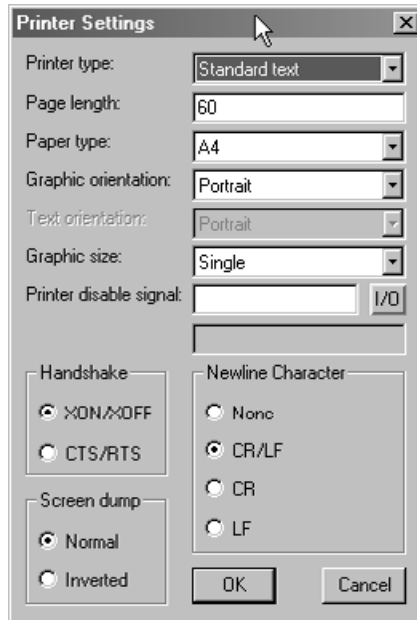 Printer Settings
Printer type: Standard text
Page length: 60
Paper type: A4
Graphic orientation: Portrait
Text orientation: Portrait
Graphic size: Single
Printer disable signal: I/O
Handshake
XON/XOFF
CTS/RTS
Newline Character
None
CR/LF
CR
LF
Screen dump
Normal
Inverted
OK Cancel